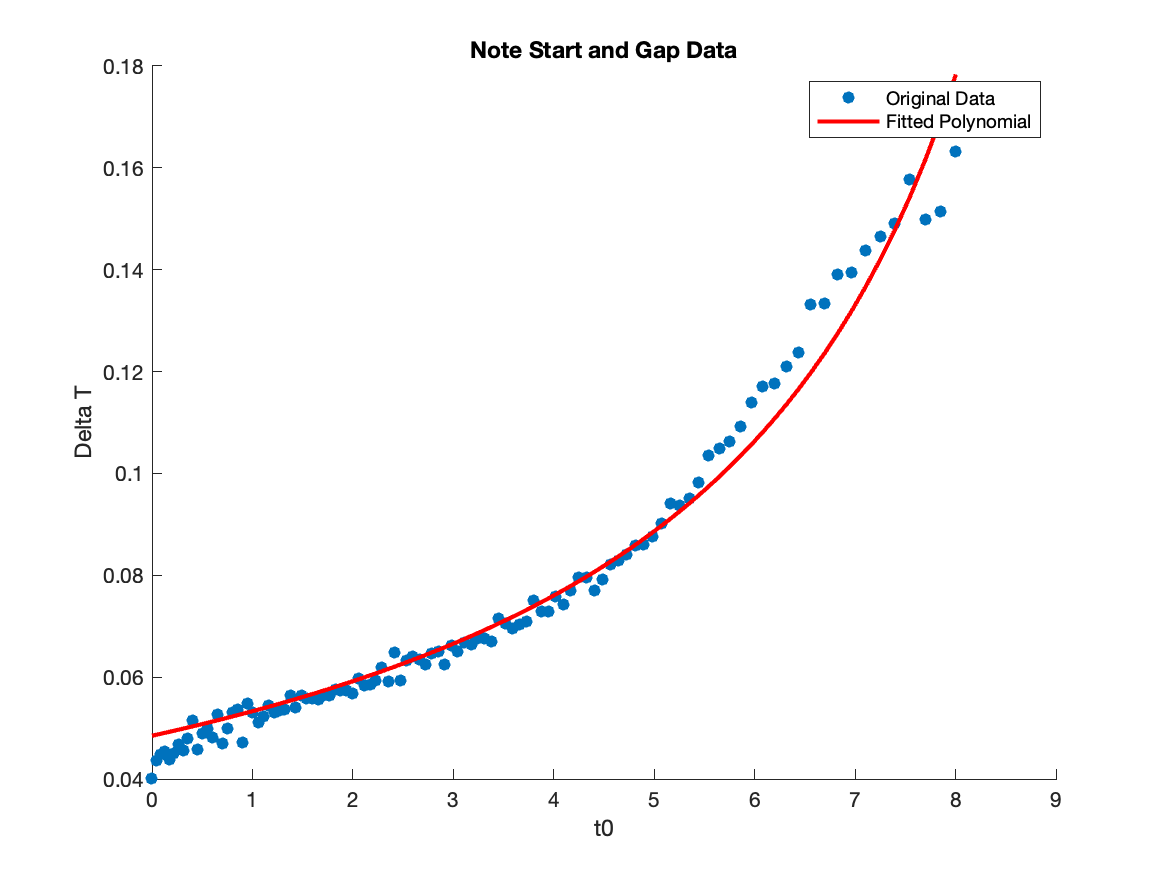 Note Start and Gap Data
0.18
0.16
0.14
0.12
0.1
0.08
0.06
0.04
Delta T
Original Data
Fitted Polynomial
0 1 2 3 4 5 6 7 8 9
t0